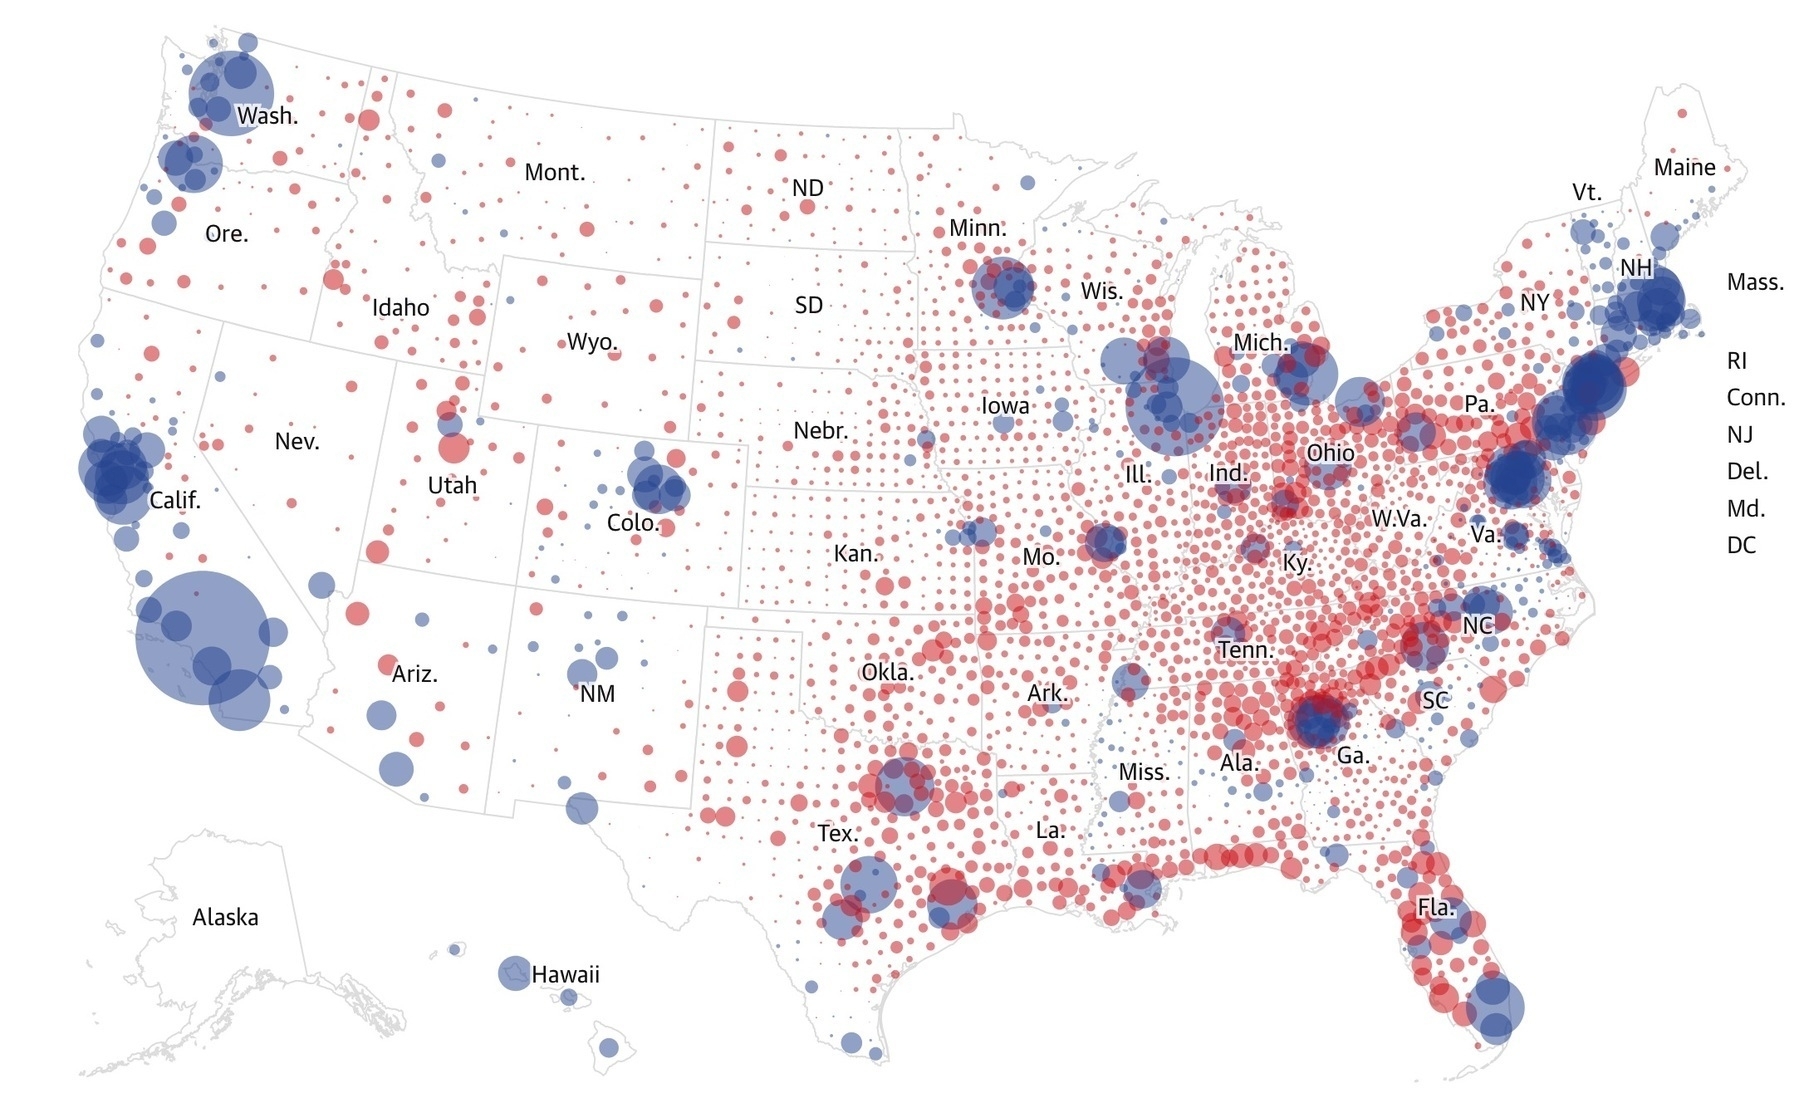 Wash.
Mont.
ND
Minn.
Vt.
Maine
Ore.
Idaho
SD
Wis.
NH
NY
Mass.
Wyo.
Mich.
RI
Conn.
Iowa
Pa.
Nev.
Nebr.
NJ
Ohio
Utah
Ill.
Ind.
Del.
Calif.
Colo.
Md.
W.Va.
Va.
DC
Kan.
Mo.
Ky.
NC
Tenn.
Ariz.
Okla.
NM
Ark.
SC
Miss.
Ala.
Ga.
Tex.
La.
Fla.
Alaska
Hawaii